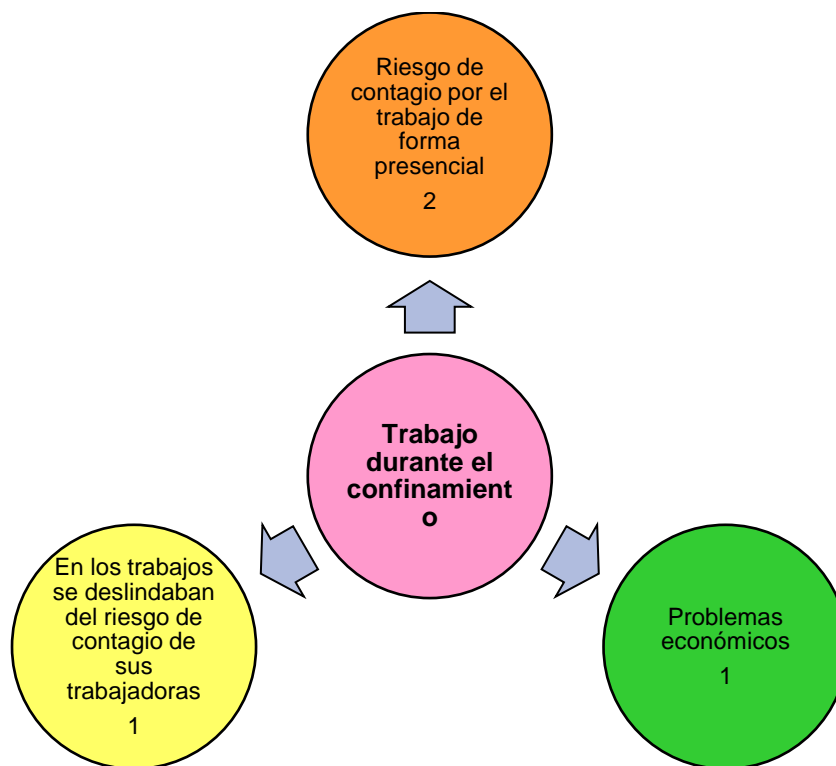 Riesgo de
contagio por el
trabajo de
forma
presencial
2
Trabajo
durante el
confinamient
o
En los trabajos
se deslindaban
del riesgo de
contagio de
sus
trabajadoras
1
Problemas
económicos
1